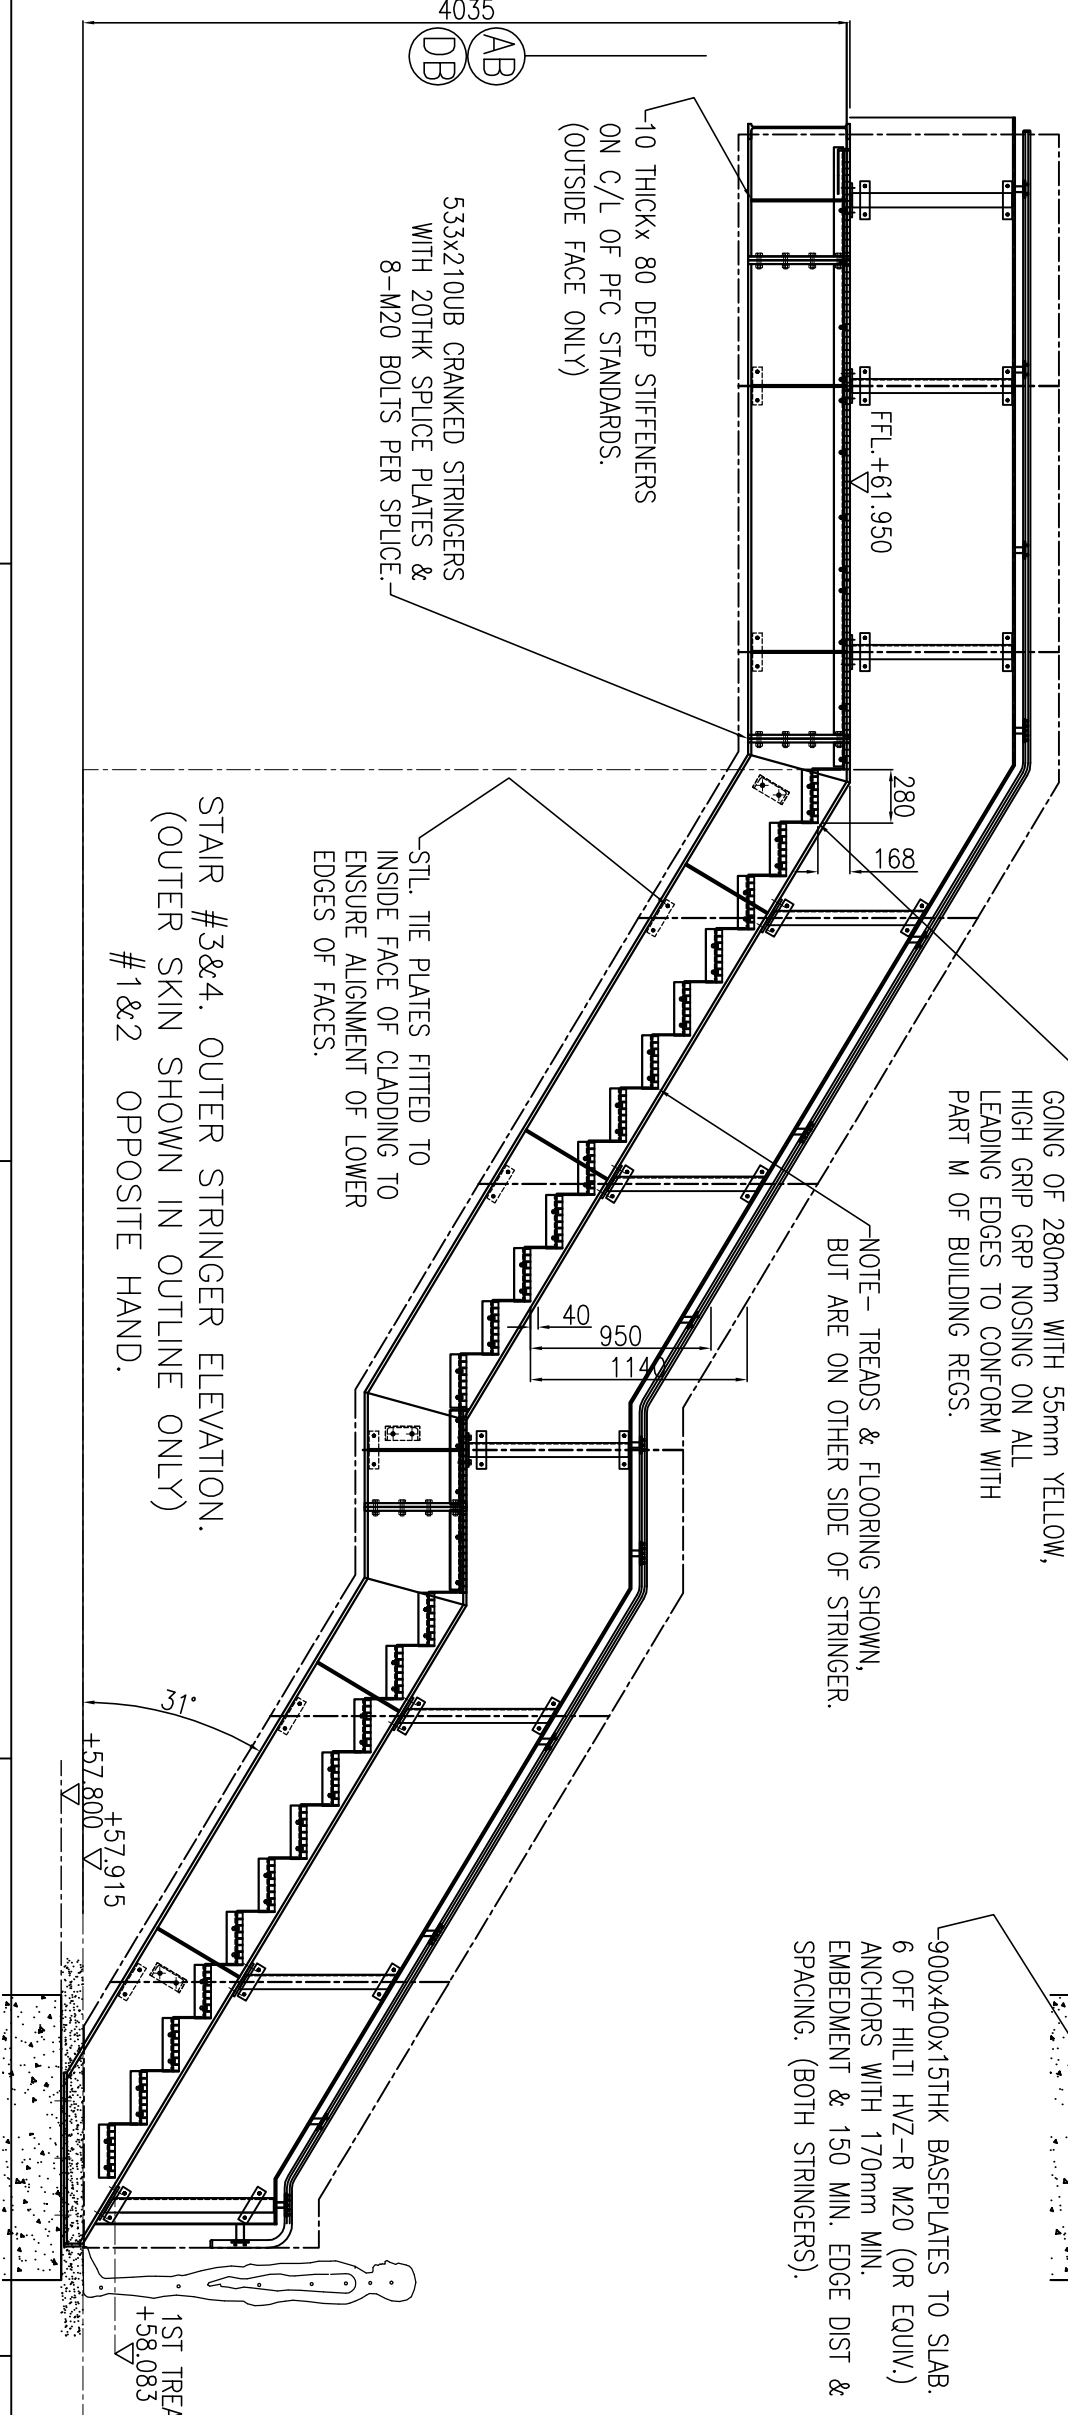 4035
AB
DB
10 THICKx 80 DEEP STIFFENERS
ON C/L OF PFC STANDARDS.
(OUTSIDE FACE ONLY)
533x210UB CRANKED STRINGERS
WITH 20THK SPLICE PLATES &
8-M20 BOLTS PER SPLICE.
FFL.+61.950
280
168
GOING OF 280mm WITH 55mm YELLOW,
HIGH GRIP GRP NOSING ON ALL
LEADING EDGES TO CONFORM WITH
PART M OF BUILDING REGS.
STL. TIE PLATES FITTED TO
INSIDE FACE OF CLADDING TO
ENSURE ALIGNMENT OF LOWER
EDGES OF FACES.
NOTE- TREADS & FLOORING SHOWN,
BUT ARE ON OTHER SIDE OF STRINGER.
40
950
1140
STAIR #3&4. OUTER STRINGER ELEVATION.
(OUTER SKIN SHOWN IN OUTLINE ONLY)
#1&2 OPPOSITE HAND.
31°
+57.800
+57.915
900x400x15THK BASEPLATES TO SLAB.
6 OFF HILTI HVZ-R M20 (OR EQUIV.)
ANCHORS WITH 170mm MIN.
EMBEDMENT & 150 MIN. EDGE DIST &
SPACING. (BOTH STRINGERS).
1ST TREA
+58.083